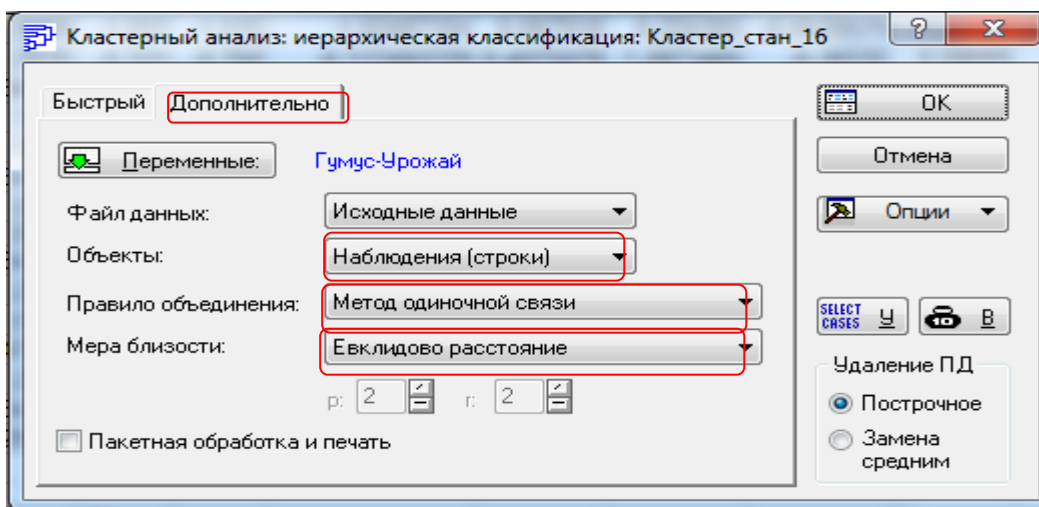 Кластерный анализ: иерархическая классификация: Кластер_стан_16
?
x
Быстрый
Дополнительно
Переменные:
Гумус-Урожай
Файл данных:
Исходные данные
Объекты:
Наблюдения (строки)
Правило объединения:
Метод одиночной связи
Мера близости:
Евклидово расстояние
p: 2
r: 2
Пакетная обработка и печать
OK
Отмена
Опции
SELECT
CASES
У
В
Удаление ПД
Построчное
Замена
средним